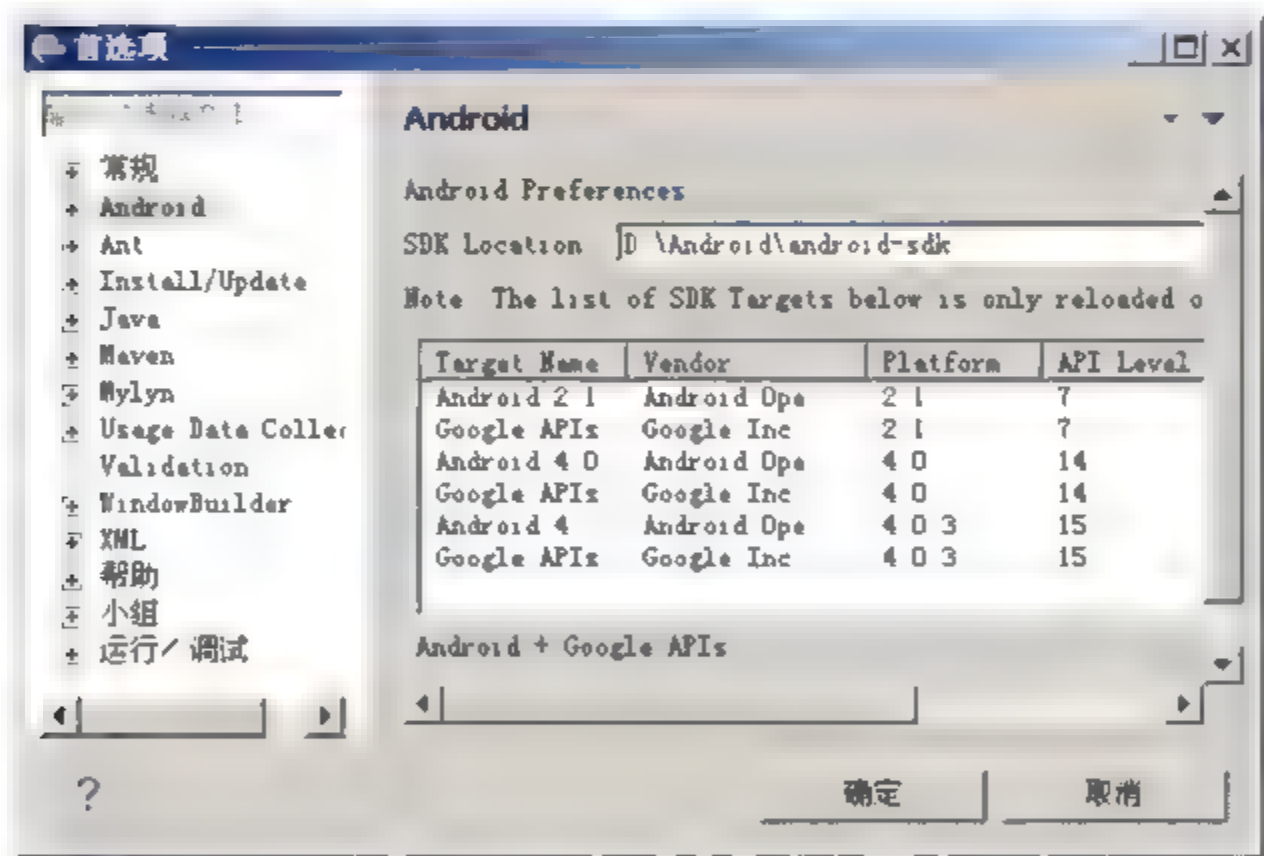 首选项
常规
Android
Ant
Install/Update
Java
Maven
Mylyn
Usage Data Collec
Validation
WindowBuilder
XML
帮助
小组
运行/调试
Android
Android Preferences
SDK Location D \Android\android-sdk
Note The list of SDK Targets below is only reloaded o
Target Name Vendor Platform API Level
Android 2 1 Android Ope 2 1 7
Google APIs Google Inc 2 1 7
Android 4 0 Android Ope 4 0 14
Google APIs Google Inc 4 0 14
Android 4 Android Ope 4 0 3 15
Google APIs Google Inc 4 0 3 15
Android + Google APIs
? 确定 取消